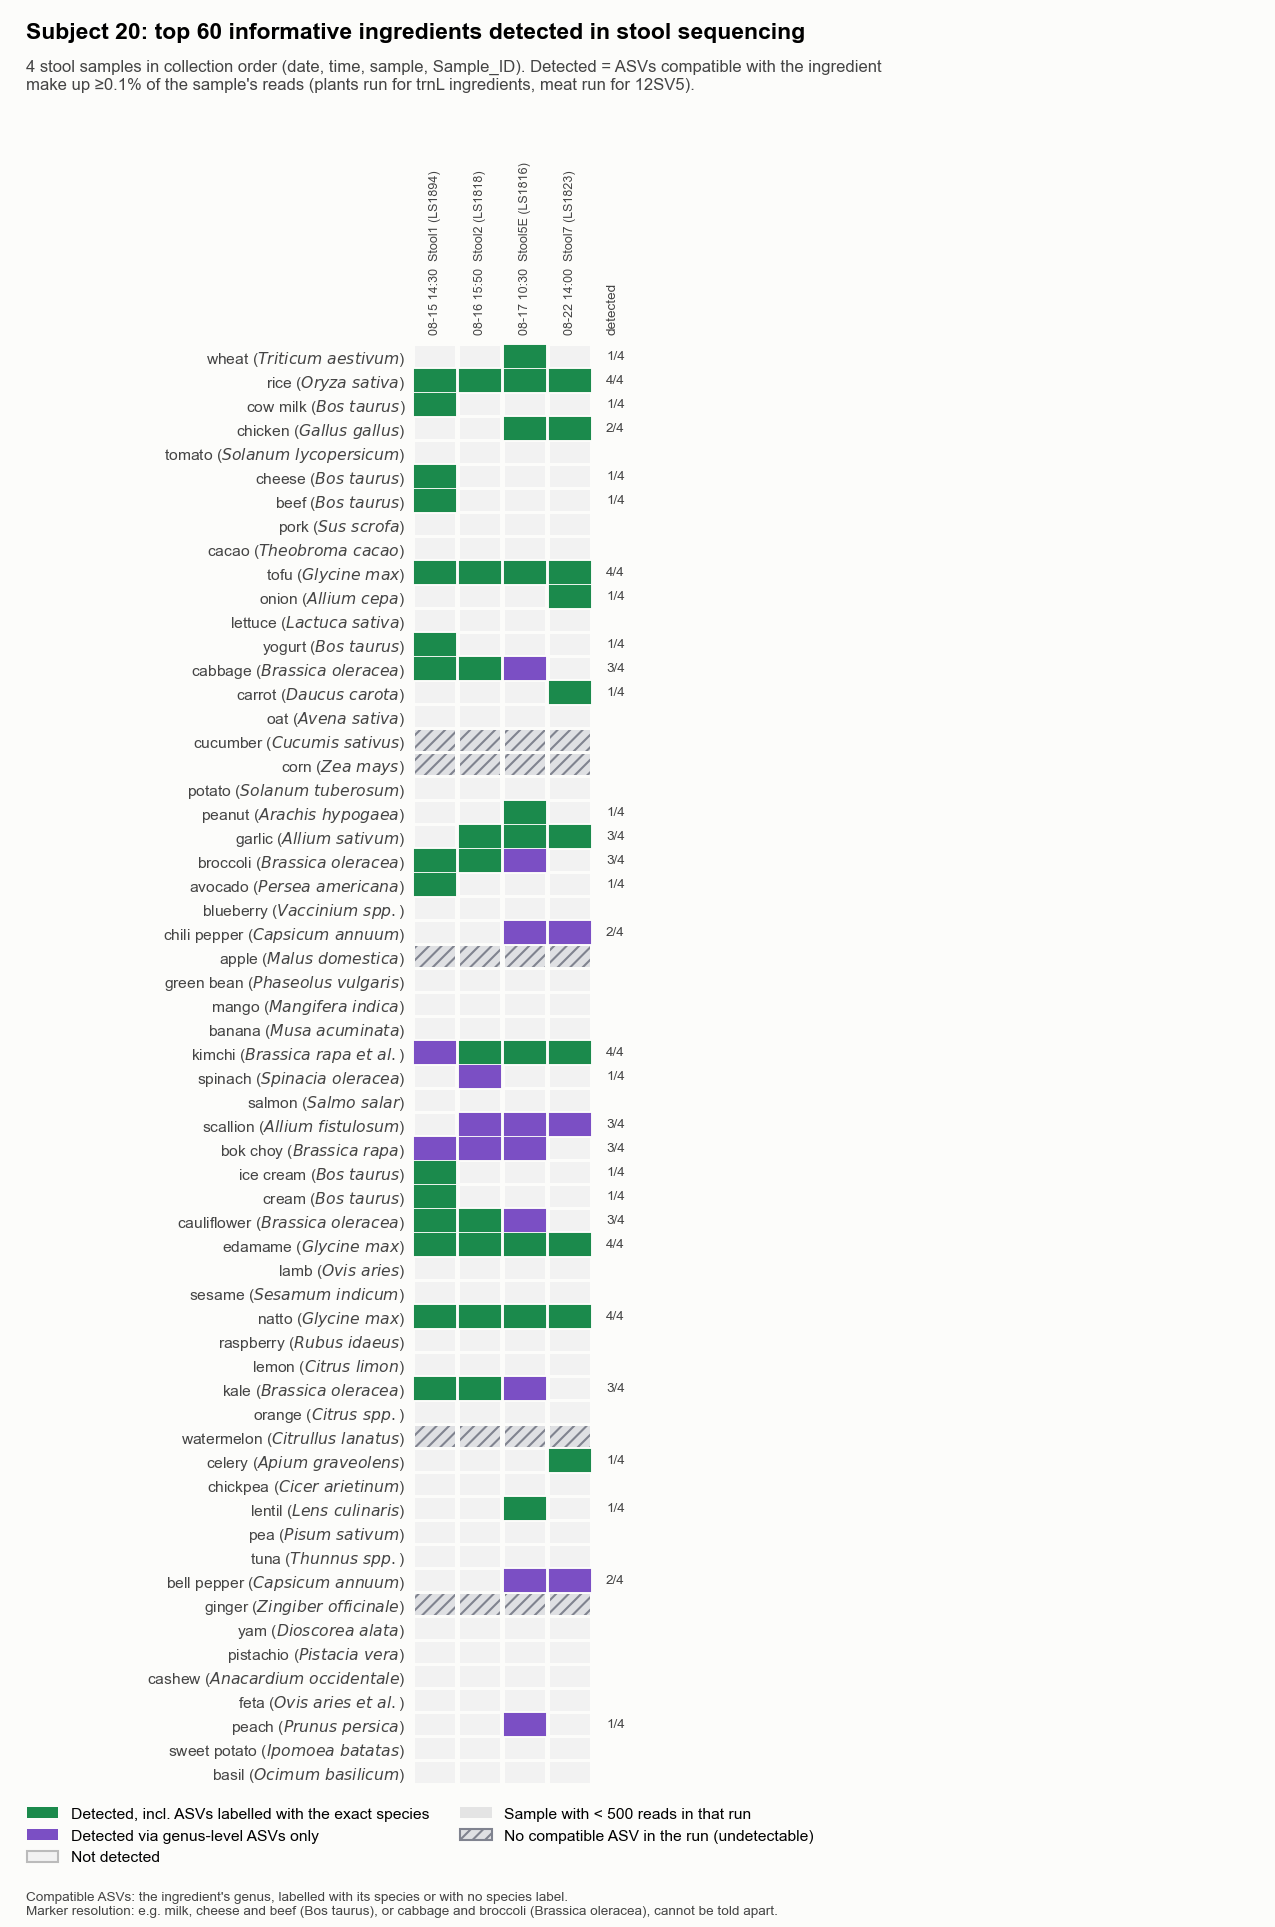 Subject 20: top 60 informative ingredients detected in stool sequencing
4 stool samples in collection order (date, time, sample, Sample_ID). Detected = ASVs compatible with the ingredient
make up ≥0.1% of the sample's reads (plants run for trnL ingredients, meat run for 12SV5).
08-15 14:30 Stool1 (LS1894)
08-16 15:50 Stool2 (LS1818)
08-17 10:30 Stool5E (LS1816)
08-22 14:00 Stool7 (LS1823)
detected
wheat (Triticum aestivum) 1/4
rice (Oryza sativa) 4/4
cow milk (Bos taurus) 1/4
chicken (Gallus gallus) 2/4
tomato (Solanum lycopersicum)
cheese (Bos taurus) 1/4
beef (Bos taurus) 1/4
pork (Sus scrofa)
cacao (Theobroma cacao)
tofu (Glycine max) 4/4
onion (Allium cepa) 1/4
lettuce (Lactuca sativa)
yogurt (Bos taurus) 1/4
cabbage (Brassica oleracea) 3/4
carrot (Daucus carota) 1/4
oat (Avena sativa)
cucumber (Cucumis sativus)
corn (Zea mays)
potato (Solanum tuberosum)
peanut (Arachis hypogaea) 1/4
garlic (Allium sativum) 3/4
broccoli (Brassica oleracea) 3/4
avocado (Persea americana) 1/4
blueberry (Vaccinium spp. )
chili pepper (Capsicum annuum) 2/4
apple (Malus domestica)
green bean (Phaseolus vulgaris)
mango (Mangifera indica)
banana (Musa acuminata)
kimchi (Brassica rapa et al. ) 4/4
spinach (Spinacia oleracea) 1/4
salmon (Salmo salar)
scallion (Allium fistulosum) 3/4
bok choy (Brassica rapa) 3/4
ice cream (Bos taurus) 1/4
cream (Bos taurus) 1/4
cauliflower (Brassica oleracea) 3/4
edamame (Glycine max) 4/4
lamb (Ovis aries)
sesame (Sesamum indicum)
natto (Glycine max) 4/4
raspberry (Rubus idaeus)
lemon (Citrus limon)
kale (Brassica oleracea) 3/4
orange (Citrus spp. )
watermelon (Citrullus lanatus)
celery (Apium graveolens) 1/4
chickpea (Cicer arietinum)
lentil (Lens culinaris) 1/4
pea (Pisum sativum)
tuna (Thunnus spp. )
bell pepper (Capsicum annuum) 2/4
ginger (Zingiber officinale)
yam (Dioscorea alata)
pistachio (Pistacia vera)
cashew (Anacardium occidentale)
feta (Ovis aries et al. )
peach (Prunus persica) 1/4
sweet potato (Ipomoea batatas)
basil (Ocimum basilicum)
Detected, incl. ASVs labelled with the exact species
Detected via genus-level ASVs only
Not detected
Sample with < 500 reads in that run
No compatible ASV in the run (undetectable)
Compatible ASVs: the ingredient's genus, labelled with its species or with no species label.
Marker resolution: e.g. milk, cheese and beef (Bos taurus), or cabbage and broccoli (Brassica oleracea), cannot be told apart.